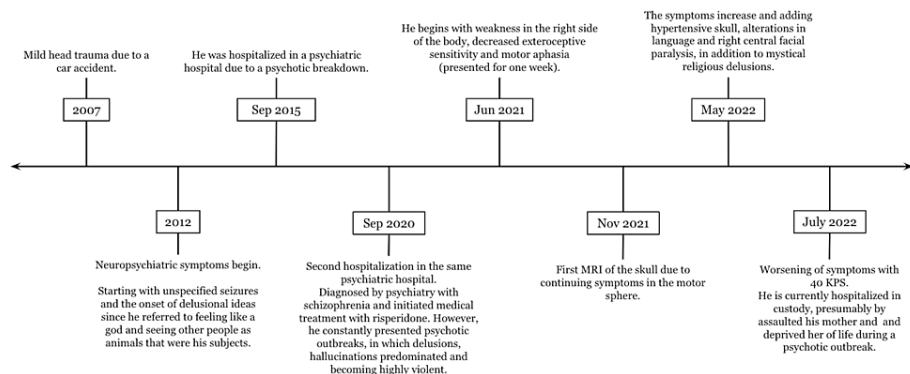 Mild head trauma due to a
car accident.
2007
Neuropsychiatric symptoms begin.
Starting with unspecified seizures
and the onset of delusional ideas
since he referred to feeling like a
god and seeing other people as
animals that were his subjects.
2012
He was hospitalized in a psychiatric
hospital due to a psychotic breakdown.
Sep 2015
Sep 2020
Second hospitalization in the same
psychiatric hospital.
Diagnosed by psychiatry with
schizophrenia and initiated medical
treatment with risperidone. However,
he constantly presented psychotic
outbreaks, in which delusions,
hallucinations predominated and
becoming highly violent.
He begins with weakness in the right side
of the body, decreased exteroceptive
sensitivity and motor aphasia
(presented for one week).
Jun 2021
Nov 2021
First MRI of the skull due to
continuing symptoms in the motor
sphere.
The symptoms increase and adding
hypertensive skull, alterations in
language and right central facial
paralysis, in addition to mystical
religious delusions.
May 2022
July 2022
Worsening of symptoms with
40 KPS.
He is currently hospitalized in
custody, presumably by
assaulted his mother and and
deprived her of life during a
psychotic outbreak.